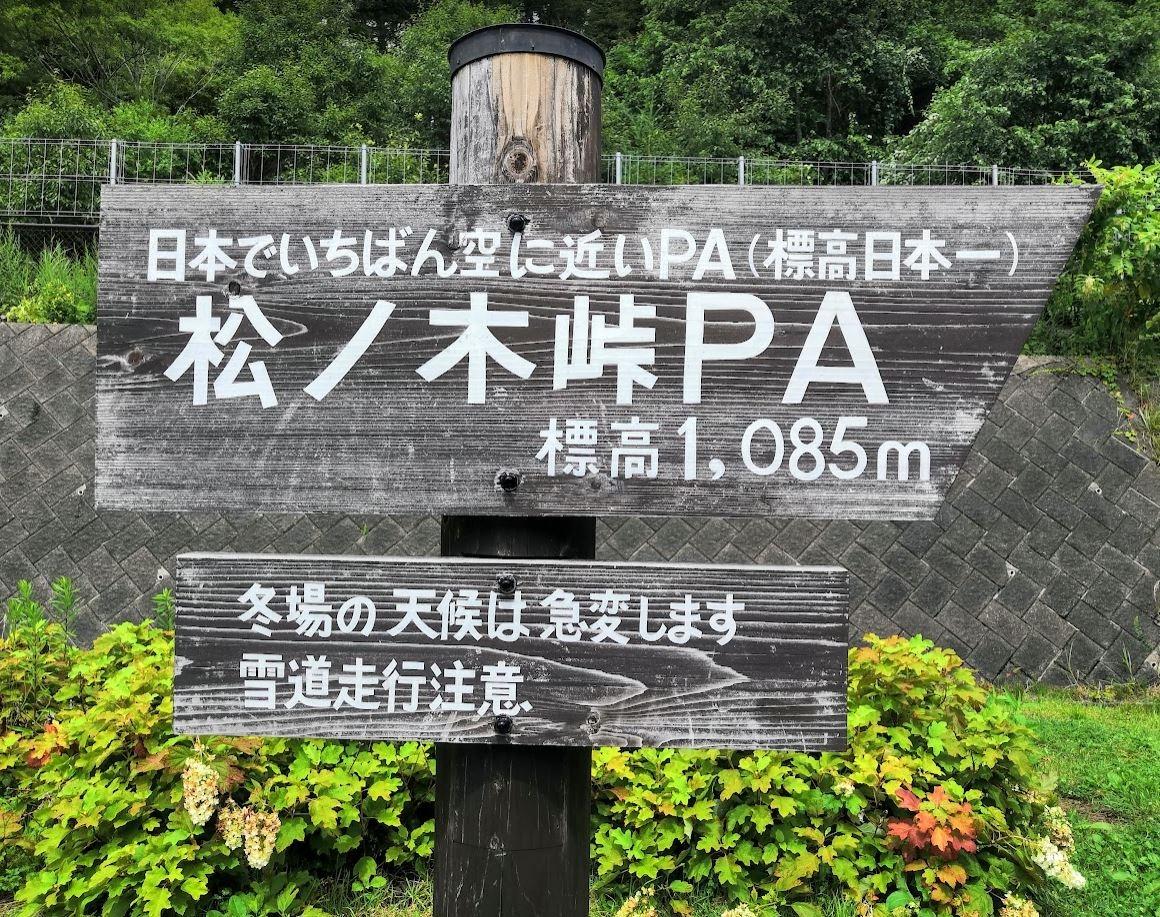 日本でいちばん空に近いPA(標高日本一)
松ノ木峠PA
標高1,085m
冬場の天候は急変します
雪道走行注意